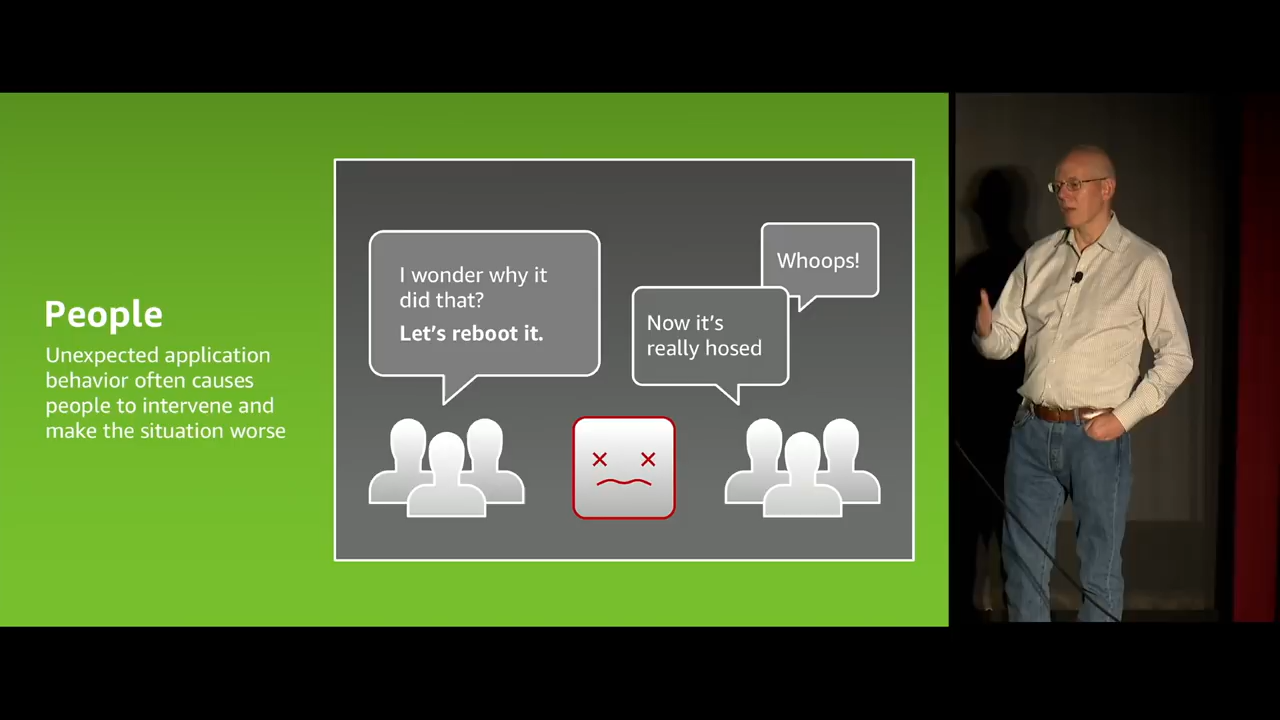 People
Unexpected application
behavior often causes
people to intervene and
make the situation worse
I wonder why it
did that?
Let's reboot it.
Now it's
really hosed
Whoops!